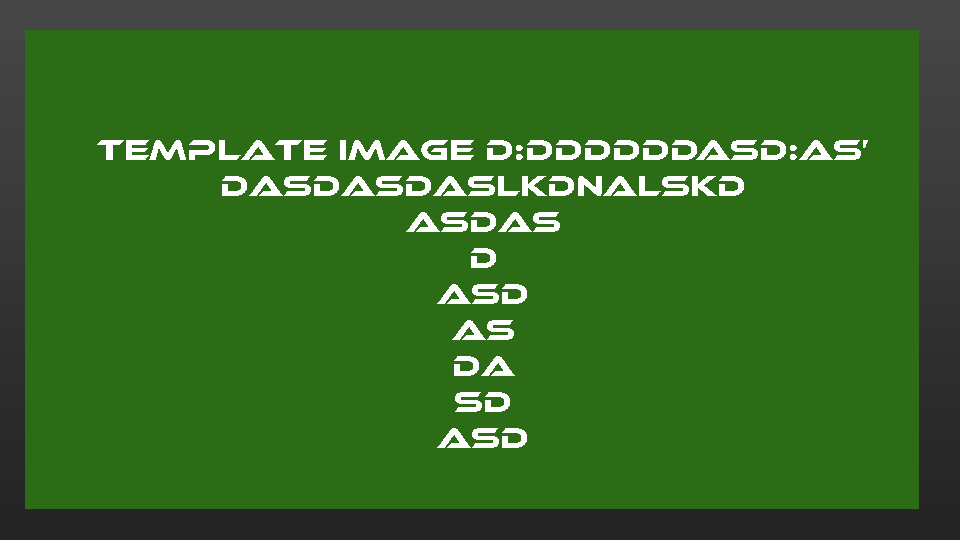 TEMPLATE IMAGE D:DDDDDDASD:AS'
DASDASDASLKDNALSKD
ASDAS
D
ASD
AS
DA
SD
ASD